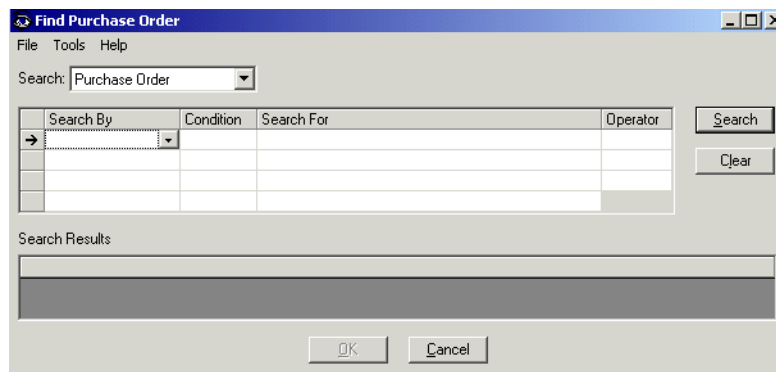 Find Purchase Order
File Tools Help
Search: Purchase Order
Search By Condition Search For Operator
Search
Clear
Search Results
OK Cancel